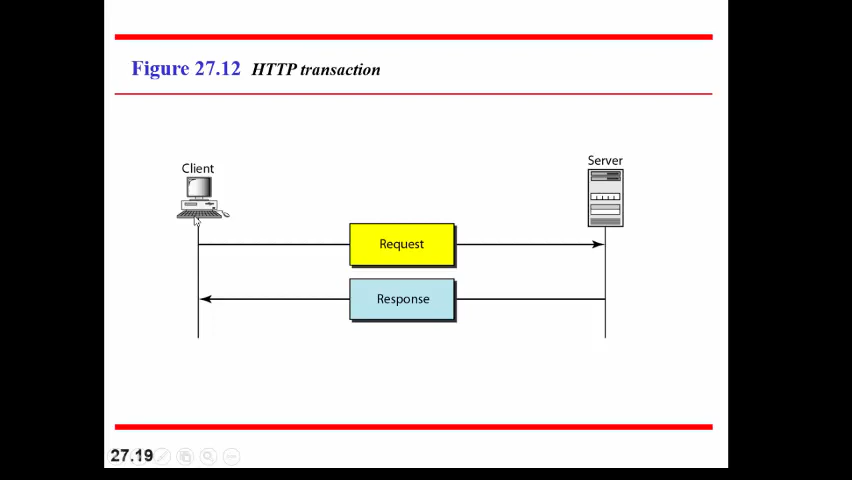 Figure 27.12 HTTP transaction
Client
Server
Request
Response
27.19